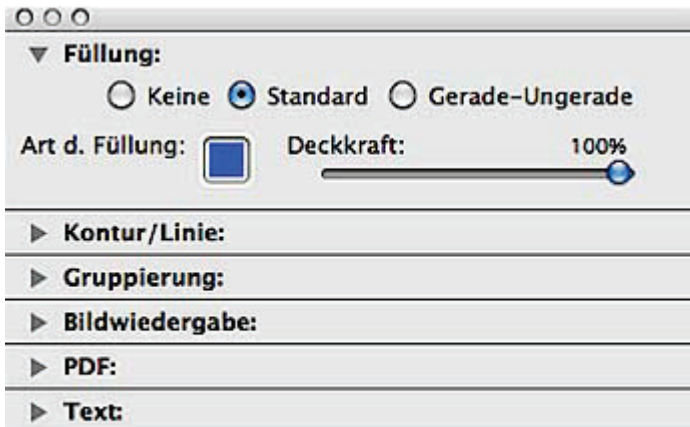 Füllung:
Keine Standard Gerade-Ungerade
Art d. Füllung: Deckkraft: 100%
Kontur/Linie:
Gruppierung:
Bildwiedergabe:
PDF:
Text: